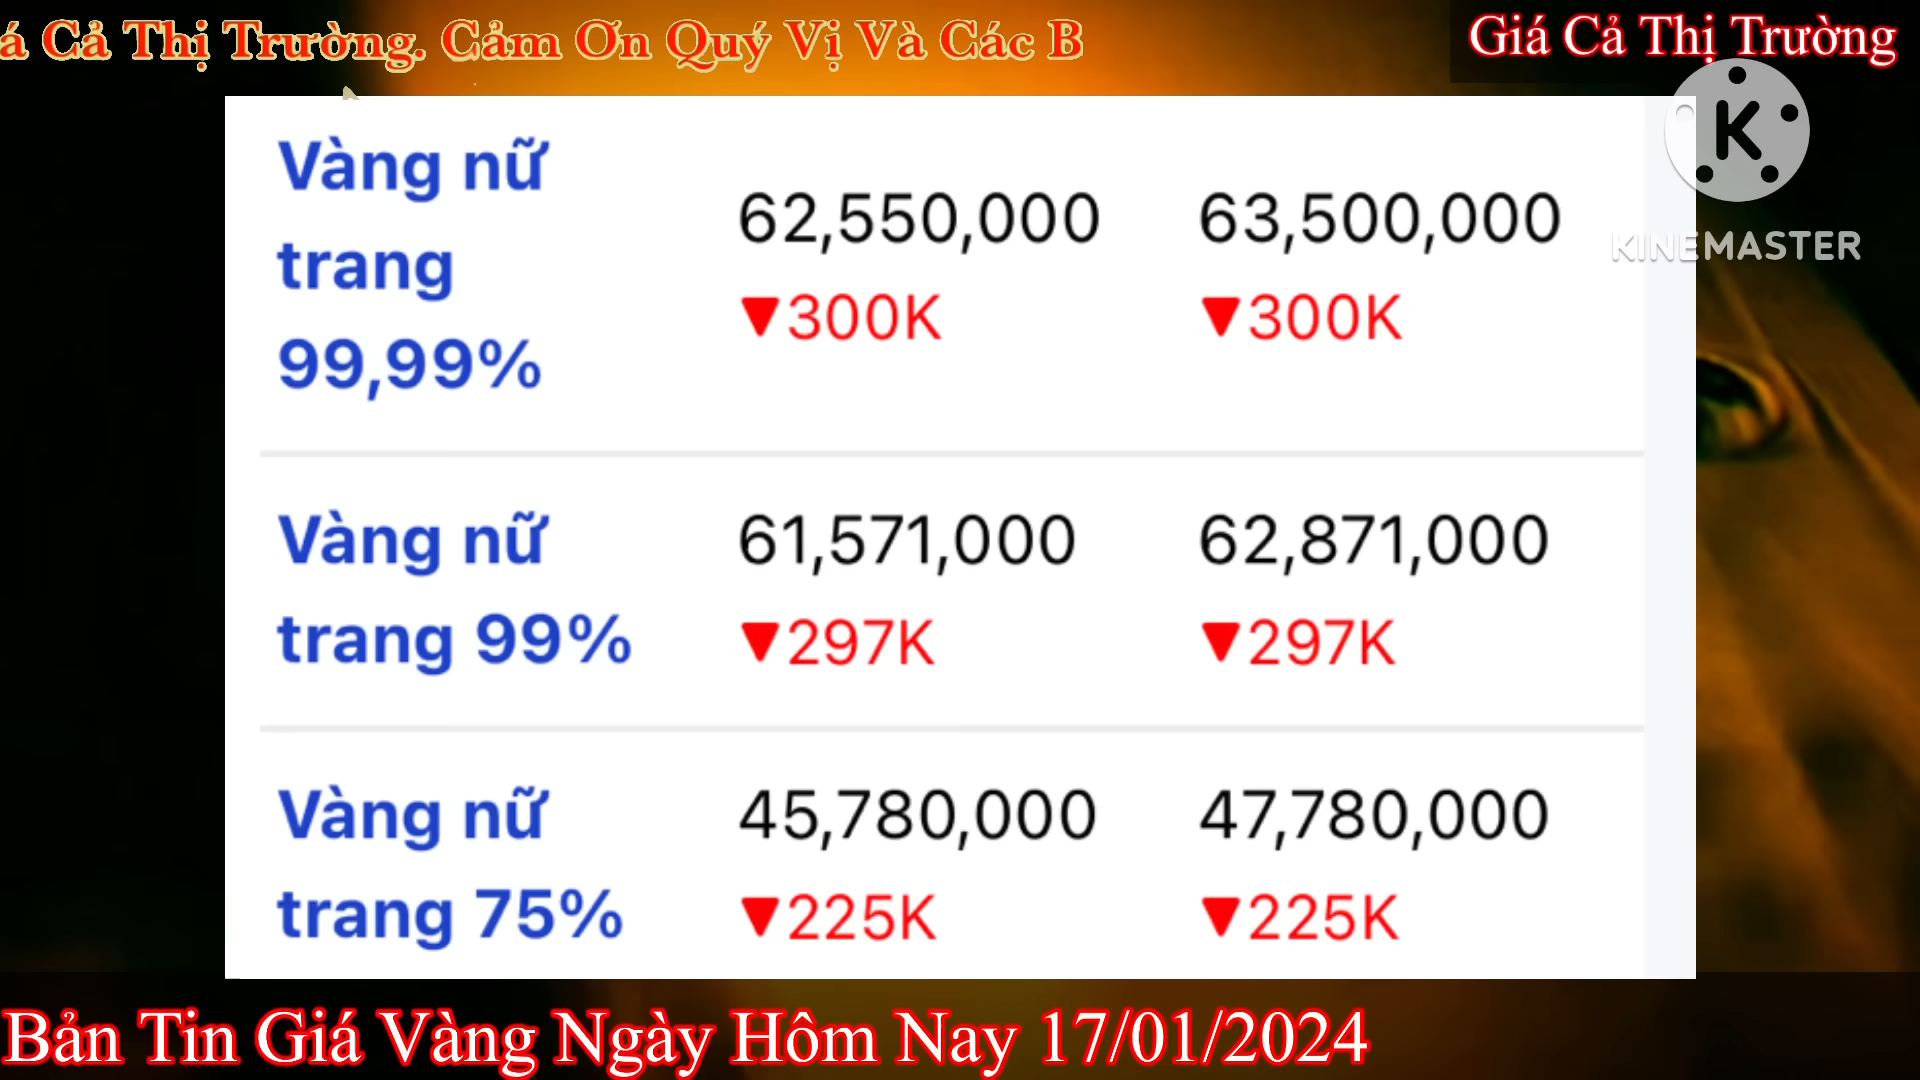 á Cả Thị Trường. Cảm Ơn Quý Vị Và Các B
Giá Cả Thị Trường
K
KINEMASTER
Vàng nữ
trang
99,99%
62,550,000
▼300K
63,500,000
▼300K
Vàng nữ
trang 99%
61,571,000
▼297K
62,871,000
▼297K
Vàng nữ
trang 75%
45,780,000
▼225K
47,780,000
▼225K
Bản Tin Giá Vàng Ngày Hôm Nay 17/01/2024